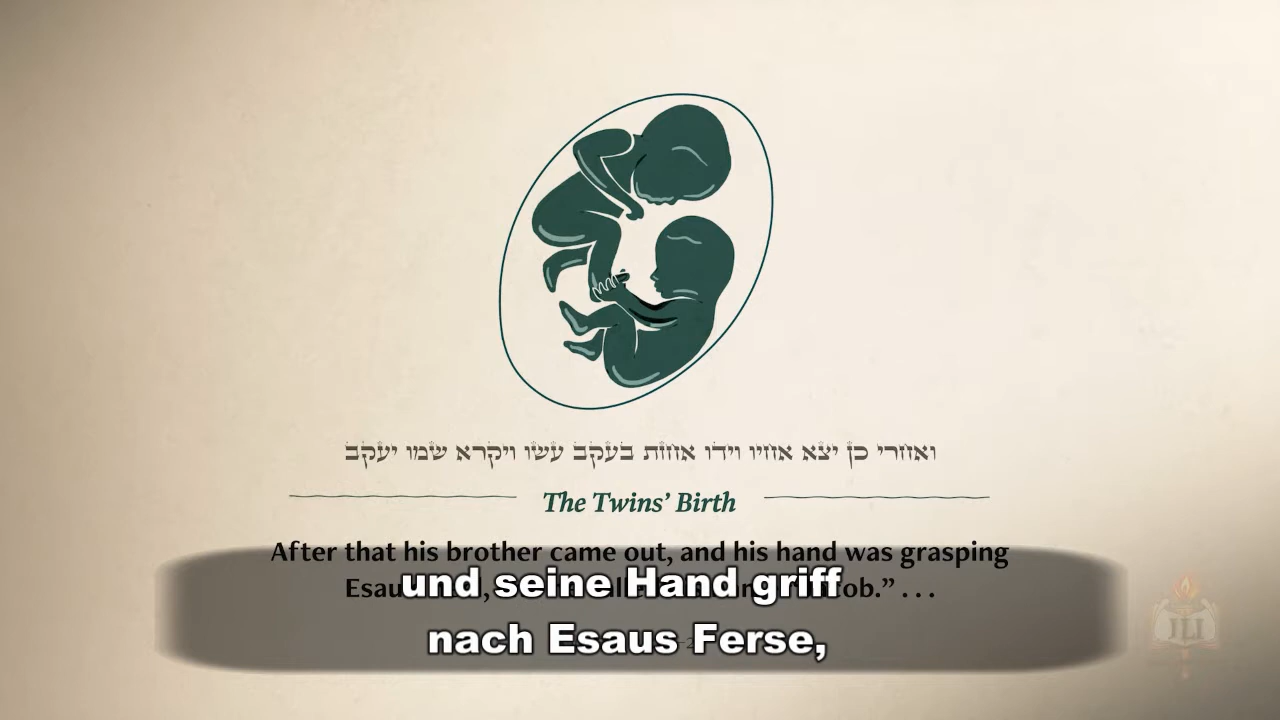 ואחרי כן יצא אחיו וידו אחזת בעקב עשו ויקרא שמו יעקב
The Twins’ Birth
After that his brother came out, and his hand was grasping
Esau
ob.” . . .
und seine Hand griff
nach Esaus Ferse,
JLI